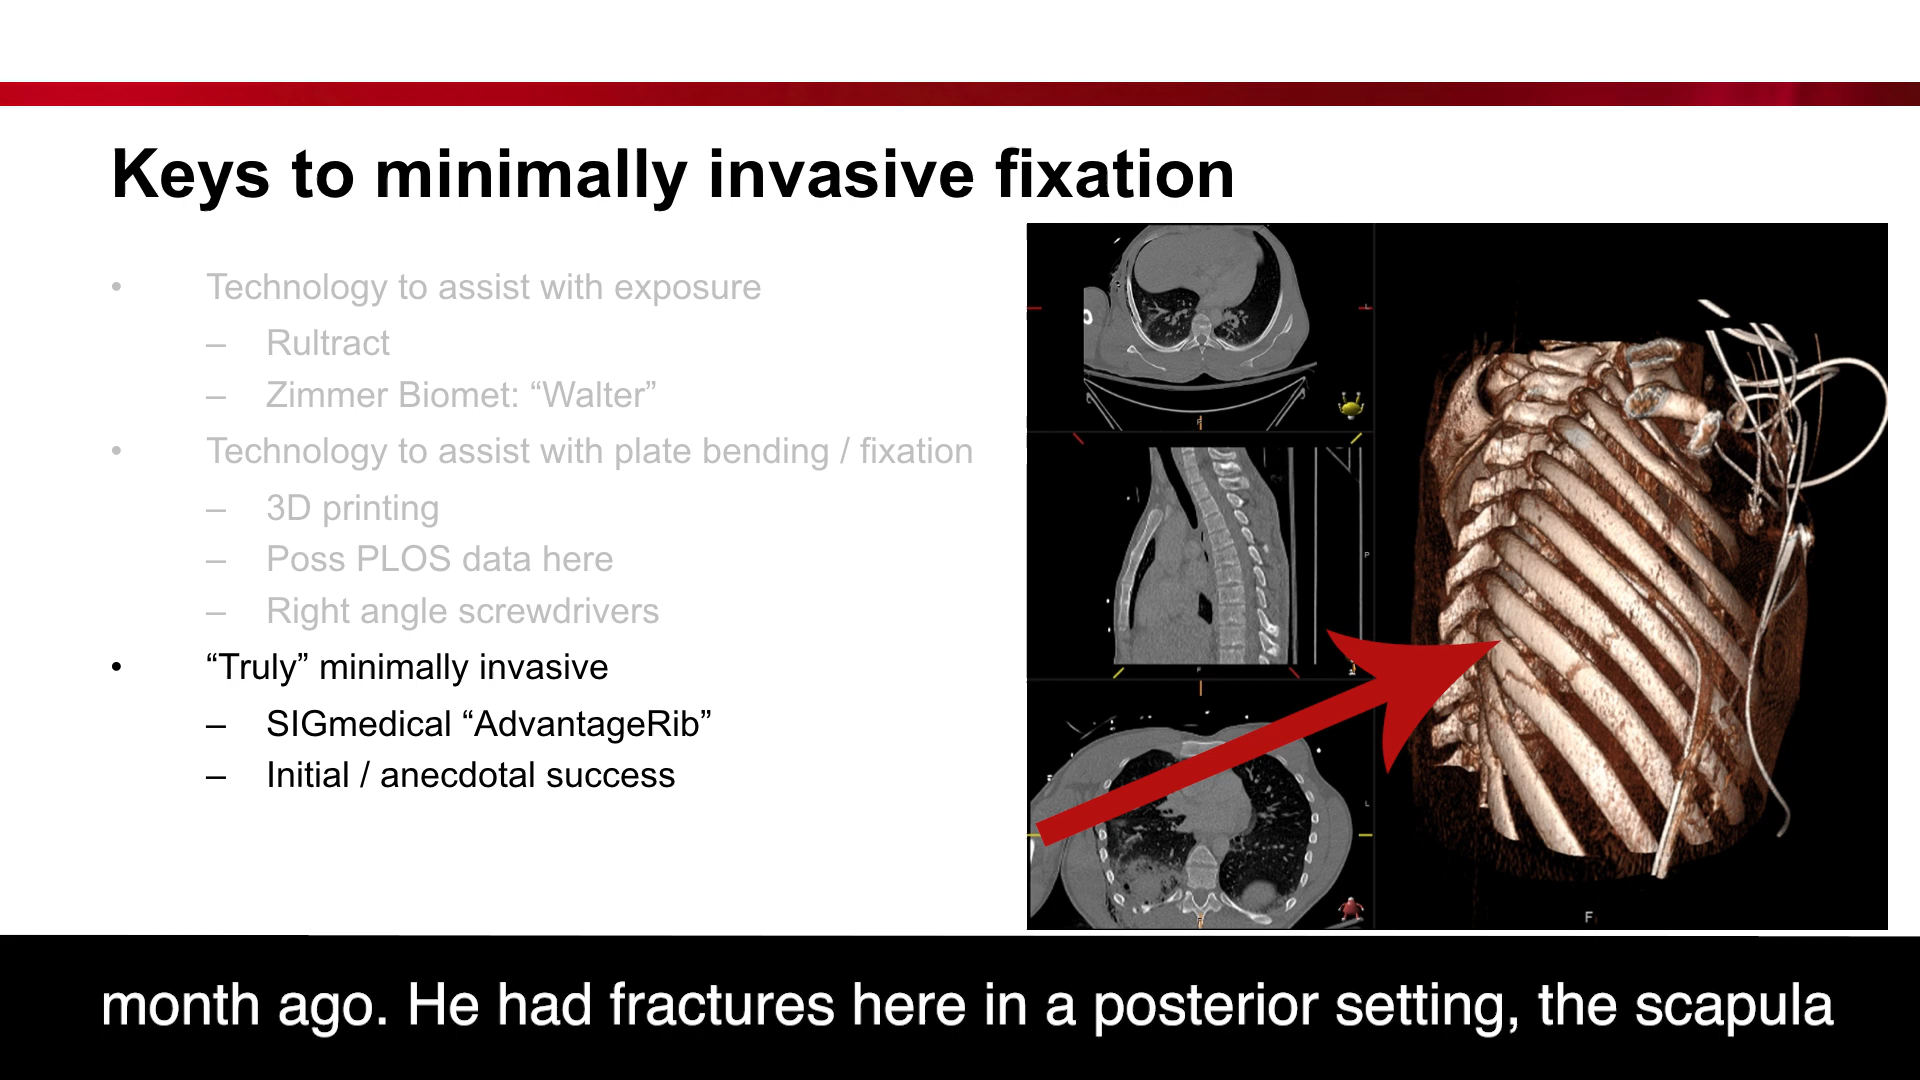 Keys to minimally invasive fixation
• Technology to assist with exposure
– Rultract
– Zimmer Biomet: “Walter”
• Technology to assist with plate bending / fixation
– 3D printing
– Poss PLOS data here
– Right angle screwdrivers
• “Truly” minimally invasive
– SIGmedical “AdvantageRib”
– Initial / anecdotal success
L
F
P
F
L
F
F
month ago. He had fractures here in a posterior setting, the scapula